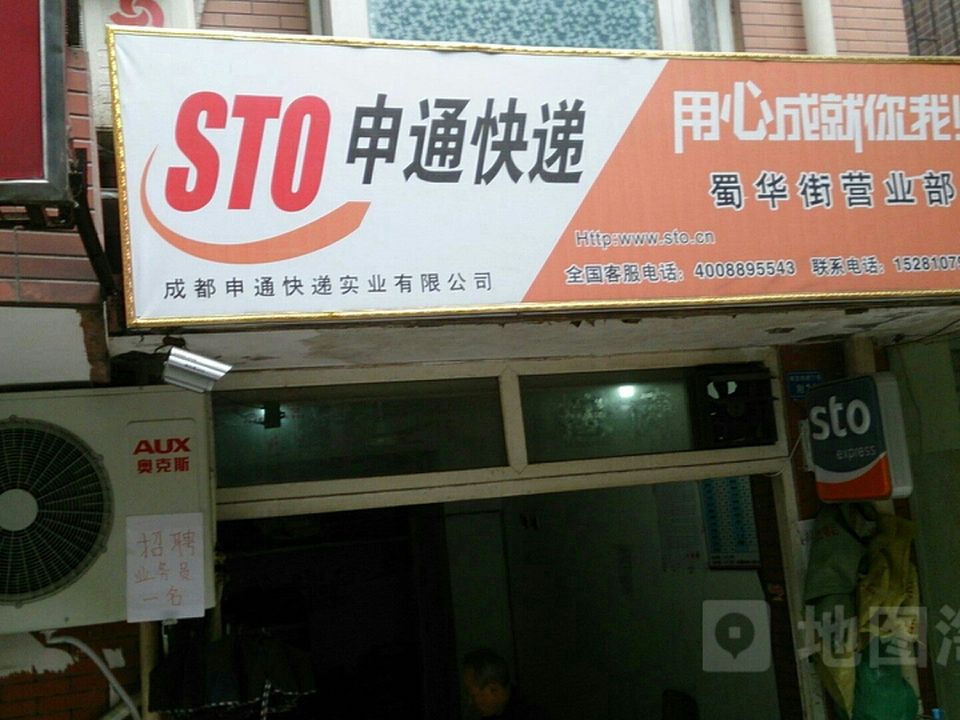 STO 申通快递
用心成就你我!
蜀华街营业部
Http:www.sto.cn
全国客服电话：4008895543 联系电话：1528107
成都申通快递实业有限公司
sto
express
AUX
奥克斯
招聘
业务员
一名
地图